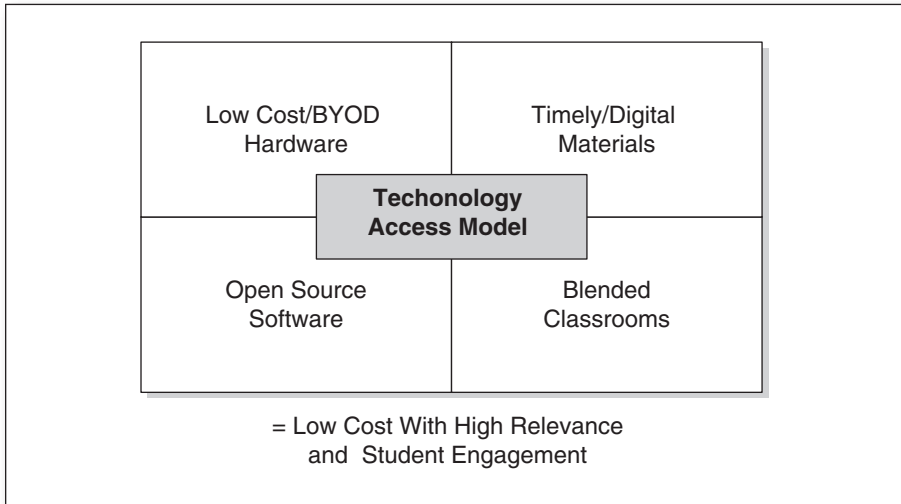 Low Cost/BYOD
Hardware
Timely/Digital
Materials
Techonology
Access Model
Open Source
Software
Blended
Classrooms
= Low Cost With High Relevance
and Student Engagement